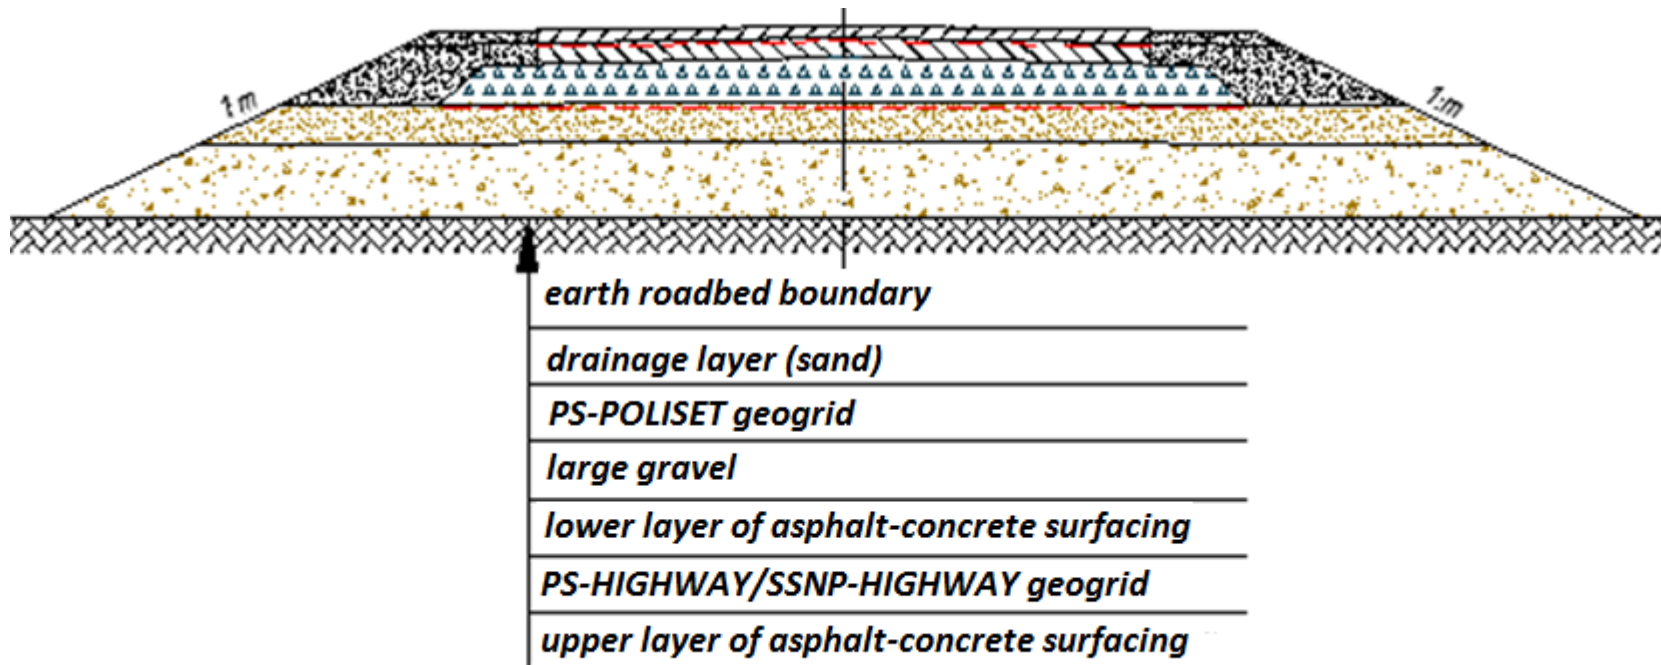 1 m
1:m
earth roadbed boundary
drainage layer (sand)
PS-POLISET geogrid
large gravel
lower layer of asphalt-concrete surfacing
PS-HIGHWAY/SSNP-HIGHWAY geogrid
upper layer of asphalt-concrete surfacing